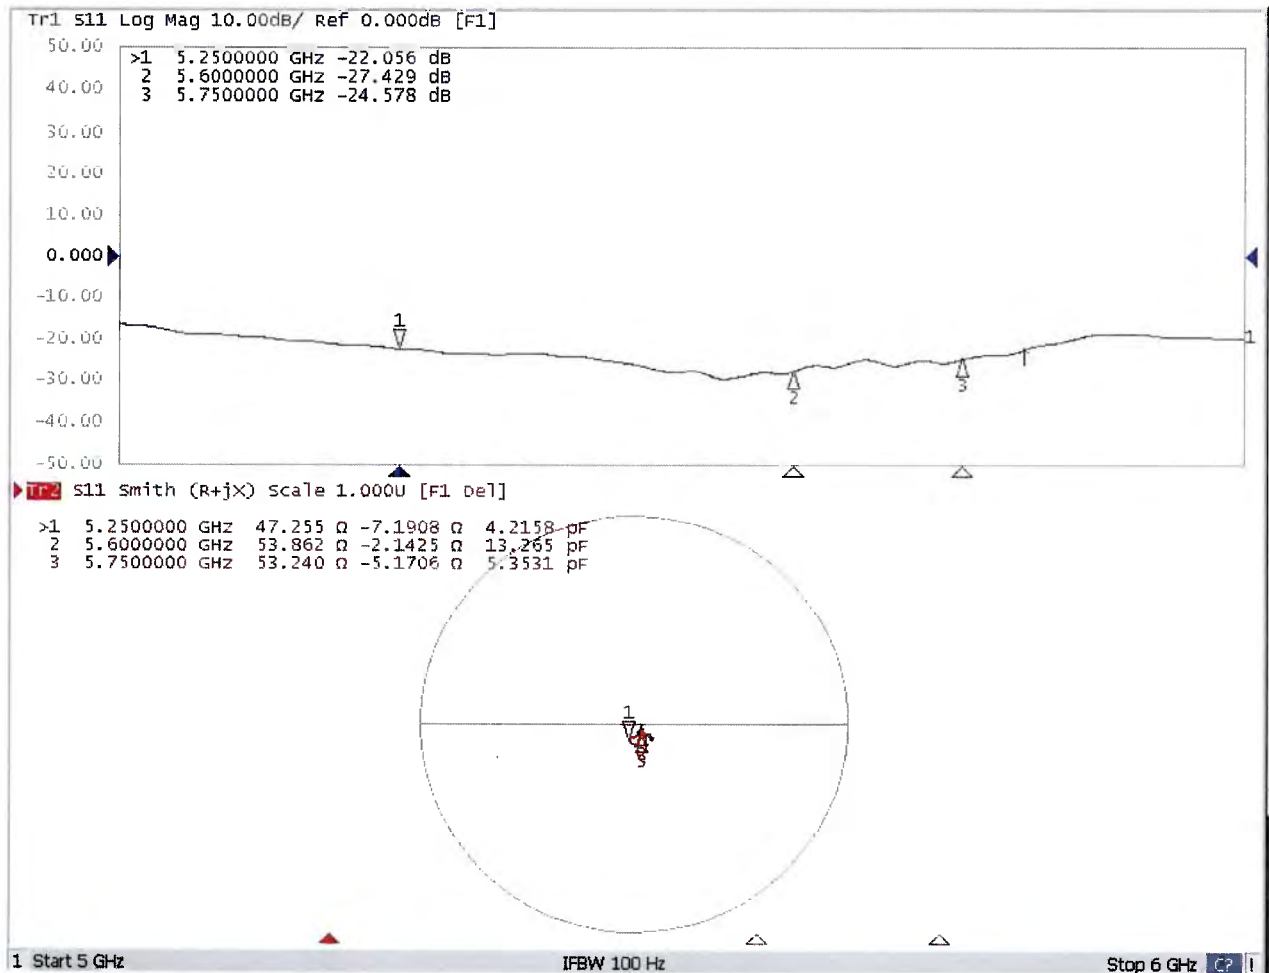 Tr1 S11 Log Mag 10.00dB/ Ref 0.000dB [F1]
50.00
>1 5.2500000 GHz -22.056 dB
2 5.6000000 GHz -27.429 dB
40.00
3 5.7500000 GHz -24.578 dB
30.00
20.00
10.00
0.000
-10.00
1
-20.00
1
-30.00
2
3
-40.00
-50.00
Tr2 S11 Smith (R+jX) Scale 1.000U [F1 Del]
>1 5.2500000 GHz 47.255 Ω -7.1908 Ω 4.2158 pF
2 5.6000000 GHz 53.862 Ω -2.1425 Ω 13.265 pF
3 5.7500000 GHz 53.240 Ω -5.1706 Ω 5.3531 pF
1
3
1 Start 5 GHz IFBW 100 Hz Stop 6 GHz C?